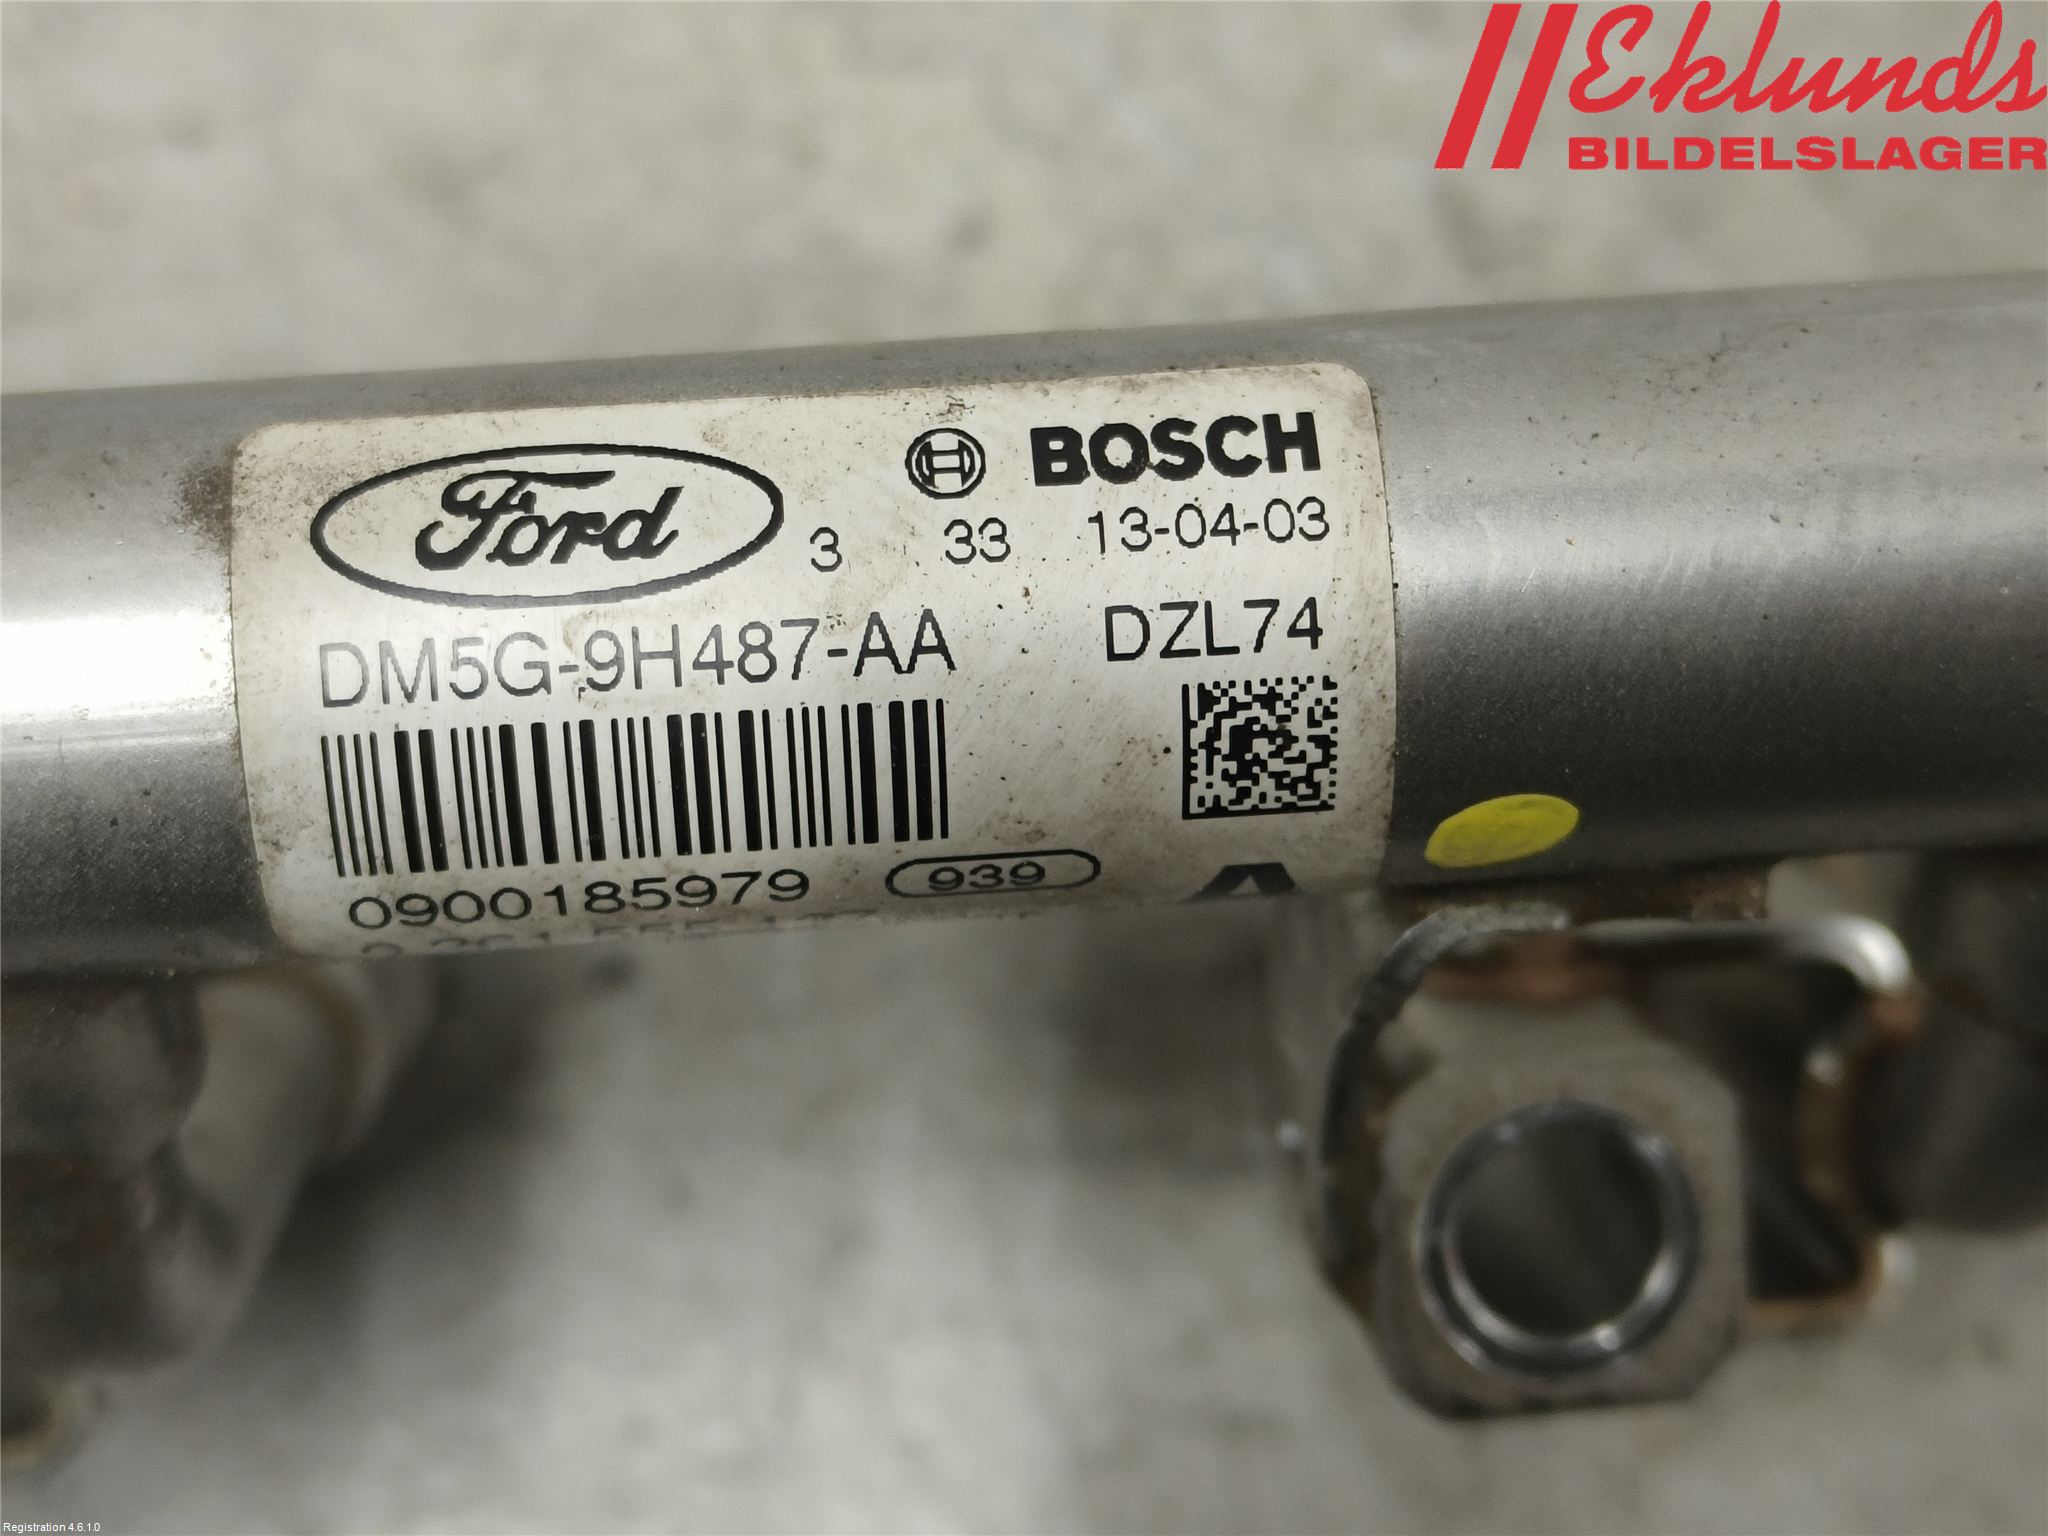 Eklunds
BILDELSLAGER
BOSCH
Ford 3 33 13-04-03
DM5G-9H487-AA DZL74
0900185979 939
Registration 4.6.1.0